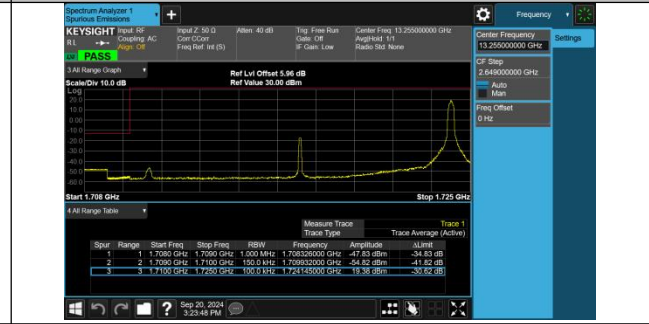 Spectrum Analyzer 1
Spurious Emissions
+
Frequency
KEYSIGHT Input: RF Input Z: 50 Ω Atten: 40 dB Trig: Free Run Center Freq: 13.255000000 GHz
RL Coupling: AC Corr CCorr Gate: Off Avg|Hold: 1/1
Align: Off Freq Ref: Int (S) IF Gain: Low Radio Std: None
PASS
Center Frequency
13.255000000 GHz
Settings
CF Step
2.649000000 GHz
Auto
Man
Freq Offset
0 Hz
3 All Range Graph
Ref Lvl Offset 5.96 dB
Scale/Div 10.0 dB Ref Value 30.00 dBm
Log
20.0
10.0
0.00
-10.0
-20.0
-30.0
-40.0
-50.0
-60.0
Start 1.708 GHz Stop 1.725 GHz
4 All Range Table
Measure Trace Trace 1
Trace Type Trace Average (Active)
Spur Range Start Freq Stop Freq RBW Frequency Amplitude ΔLimit
1 1 1.7080 GHz 1.7090 GHz 1.000 MHz 1.708326000 GHz -47.83 dBm -34.83 dB
2 2 1.7090 GHz 1.7100 GHz 150.0 kHz 1.709932000 GHz -54.82 dBm -41.82 dB
3 3 1.7100 GHz 1.7250 GHz 100.0 kHz 1.724145000 GHz 19.38 dBm -30.62 dB
?
Sep 20, 2024
3:23:48 PM